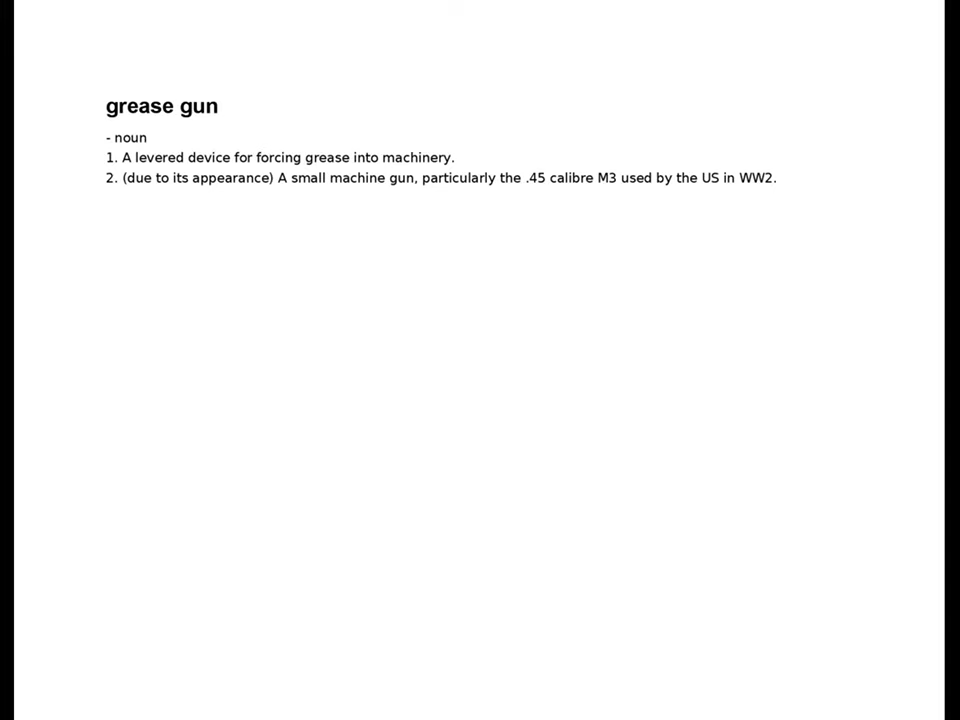 grease gun
- noun
1. A levered device for forcing grease into machinery.
2. (due to its appearance) A small machine gun, particularly the .45 calibre M3 used by the US in WW2.